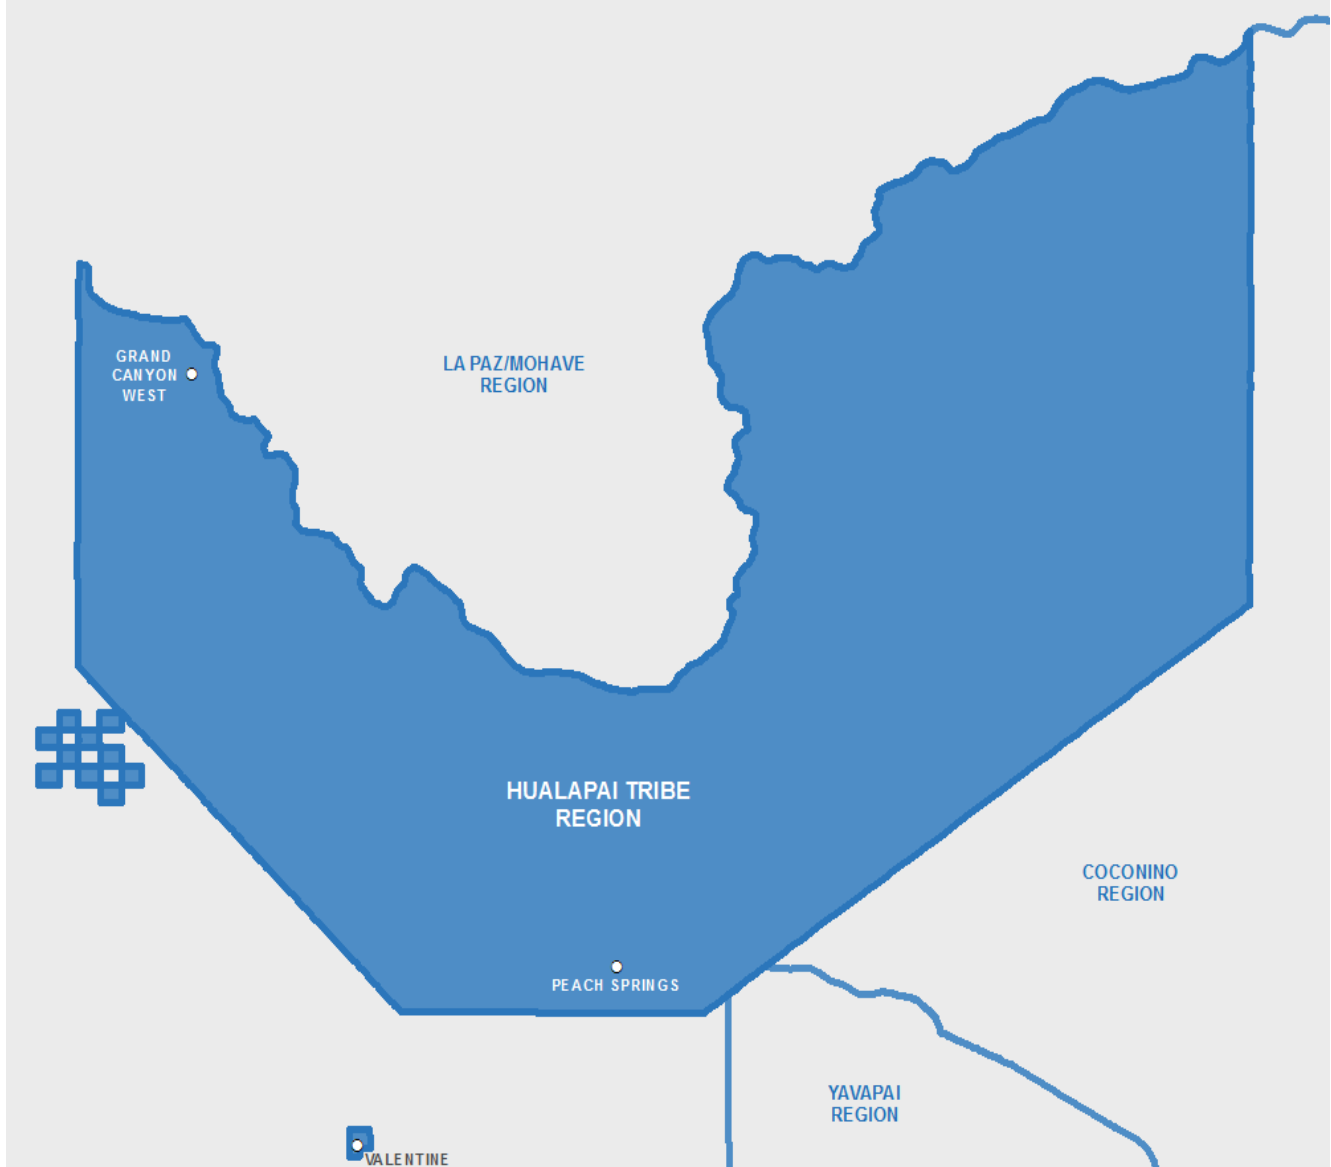 GRAND
CANYON
WEST
LA PAZ/MOHAVE
REGION
HUALAPAI TRIBE
REGION
COCONINO
REGION
PEACH SPRINGS
YAVAPAI
REGION
VALENTINE